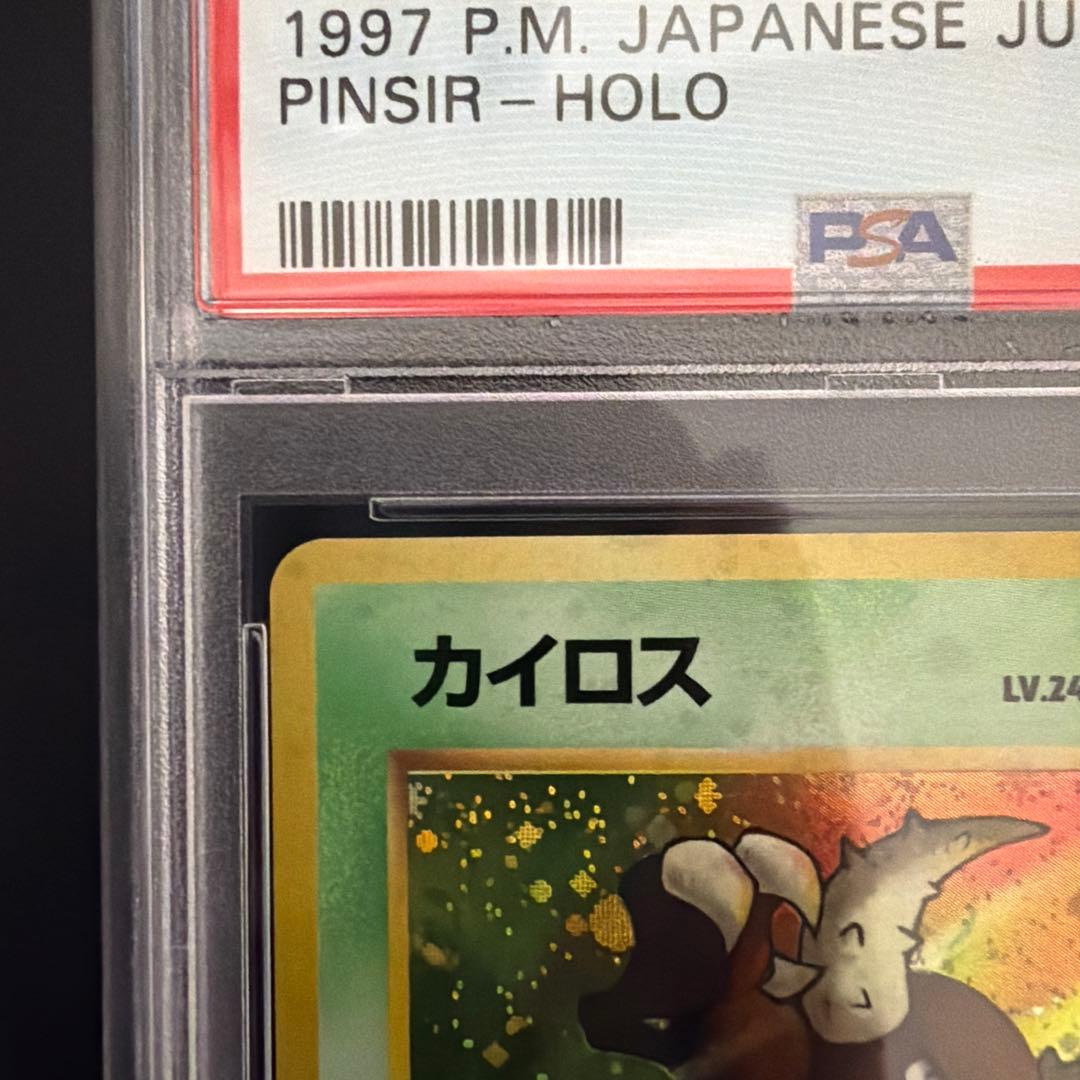 1997 P.M. JAPANESE JU
PINSIR - HOLO
PSA
カイロス
LV.24